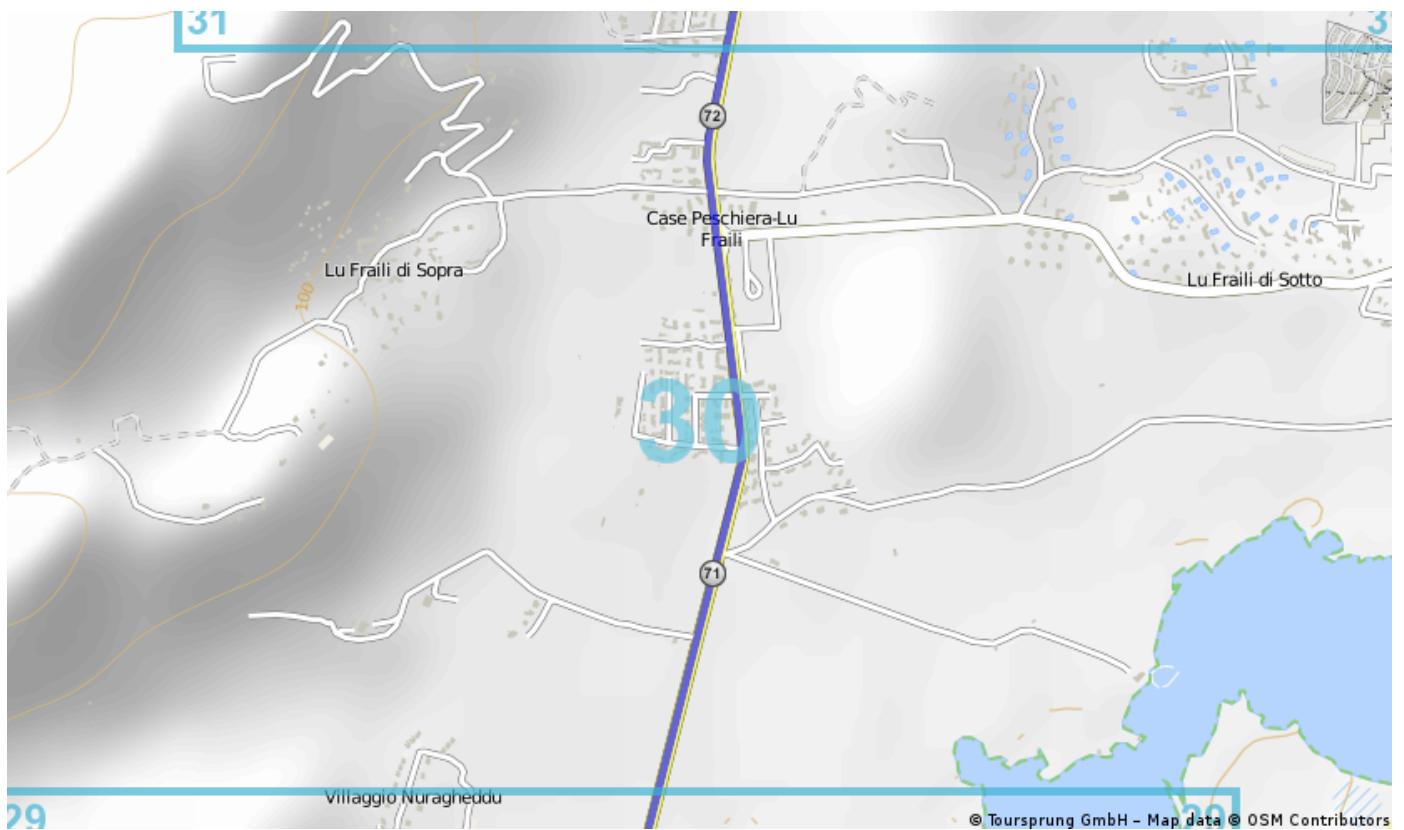 31
3
72
Case Peschiera-Lu
Fraili
Lu Fraili di Sopra
Lu Fraili di Sotto
100
30
71
Villaggio Nuragheddu
29
29
© Toursprung GmbH – Map data © OSM Contributors